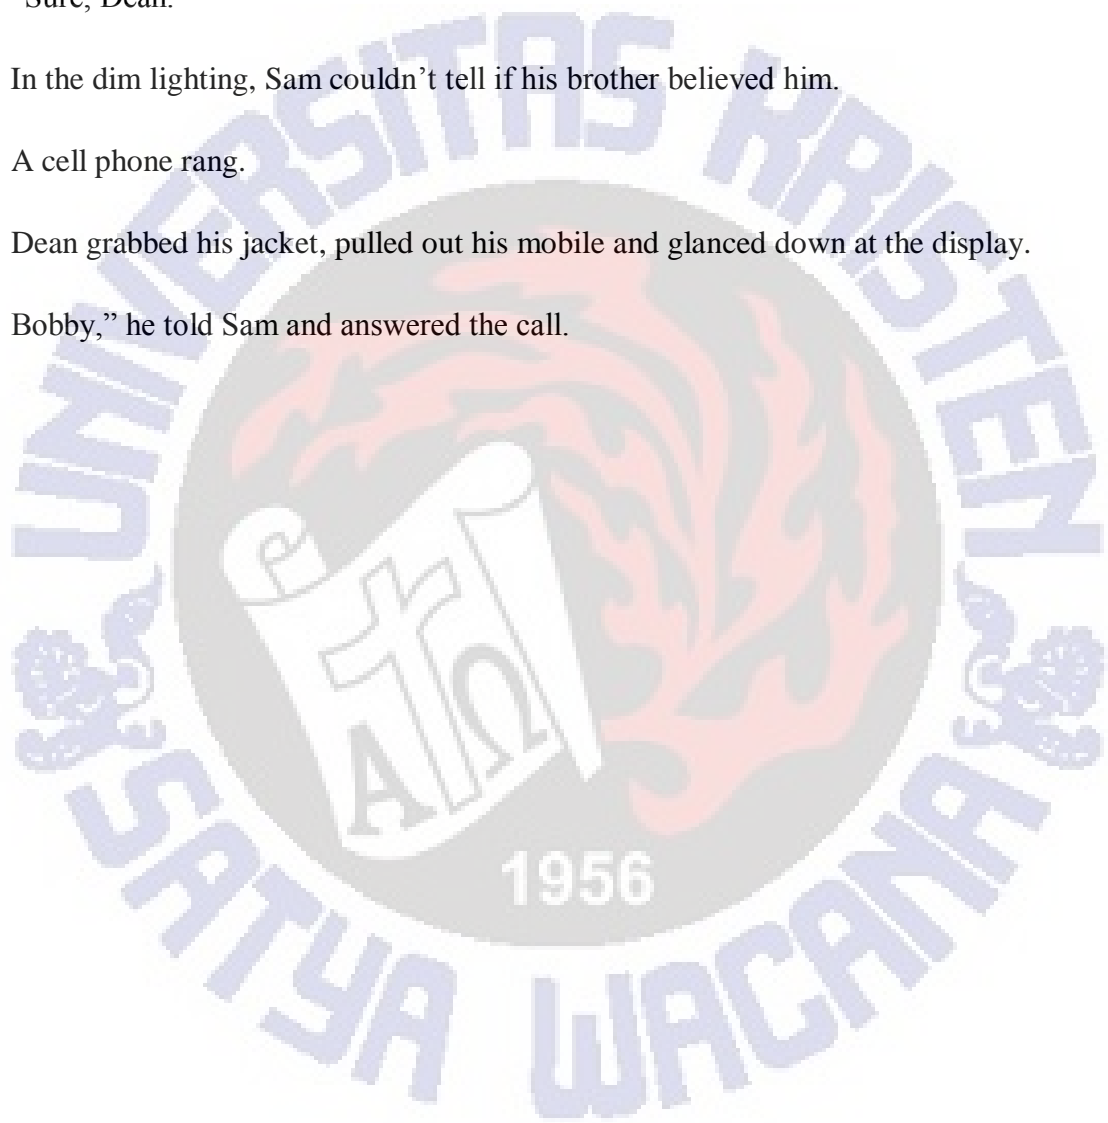 Sure, Dean.
In the dim lighting, Sam couldn’t tell if his brother believed him.
A cell phone rang.
Dean grabbed his jacket, pulled out his mobile and glanced down at the display.
Bobby,” he told Sam and answered the call.
UNIVERSITAS KRISTEN
SATYA WACANA
Α Ω
1956